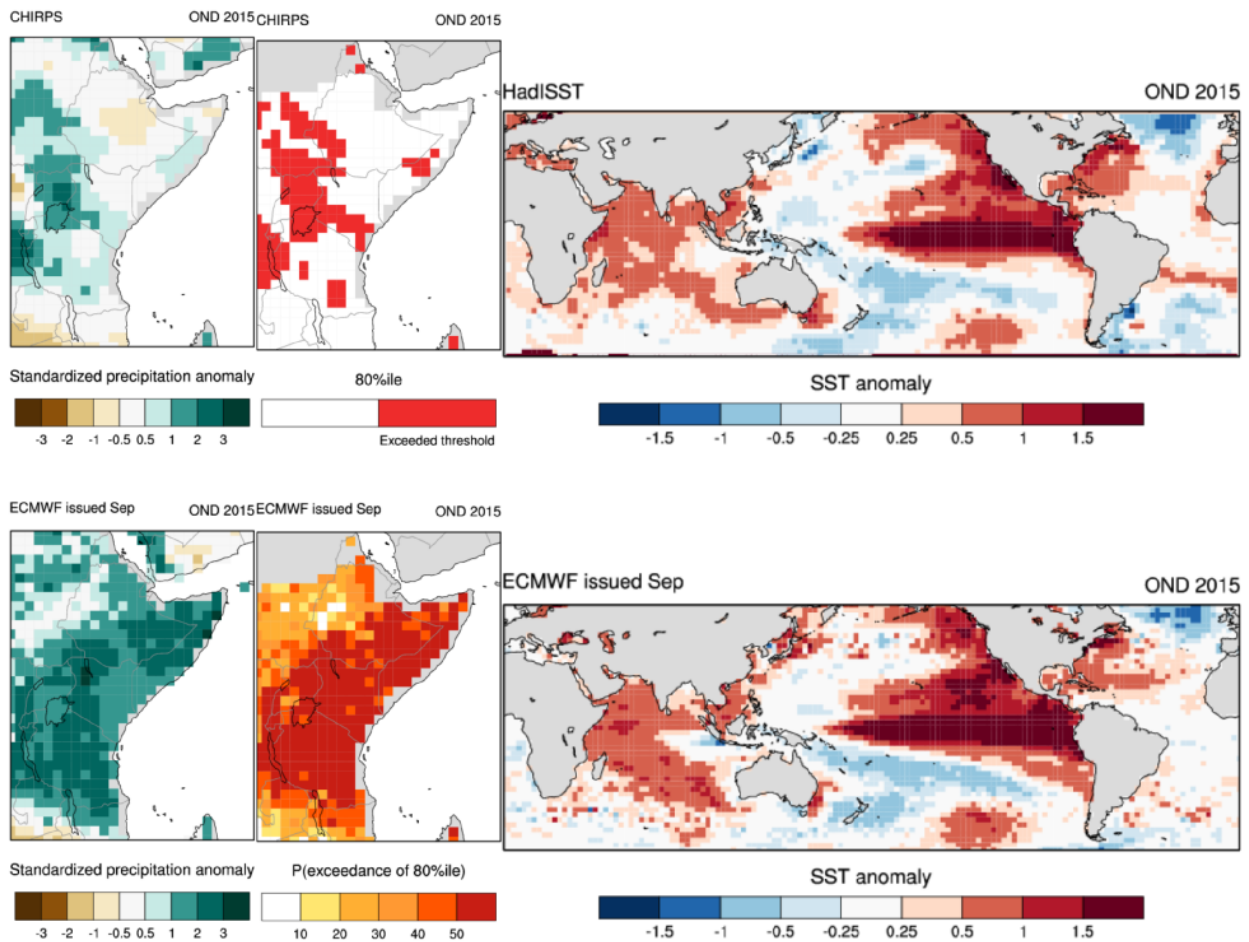 CHIRPS OND 2015
CHIRPS OND 2015
HadISST OND 2015
Standardized precipitation anomaly
-3 -2 -1 -0.5 0.5 1 2 3
80%ile
Exceeded threshold
SST anomaly
-1.5 -1 -0.5 -0.25 0.25 0.5 1 1.5
ECMWF issued Sep OND 2015
ECMWF issued Sep OND 2015
ECMWF issued Sep OND 2015
Standardized precipitation anomaly
-3 -2 -1 -0.5 0.5 1 2 3
P(exceedance of 80%ile)
10 20 30 40 50
SST anomaly
-1.5 -1 -0.5 -0.25 0.25 0.5 1 1.5